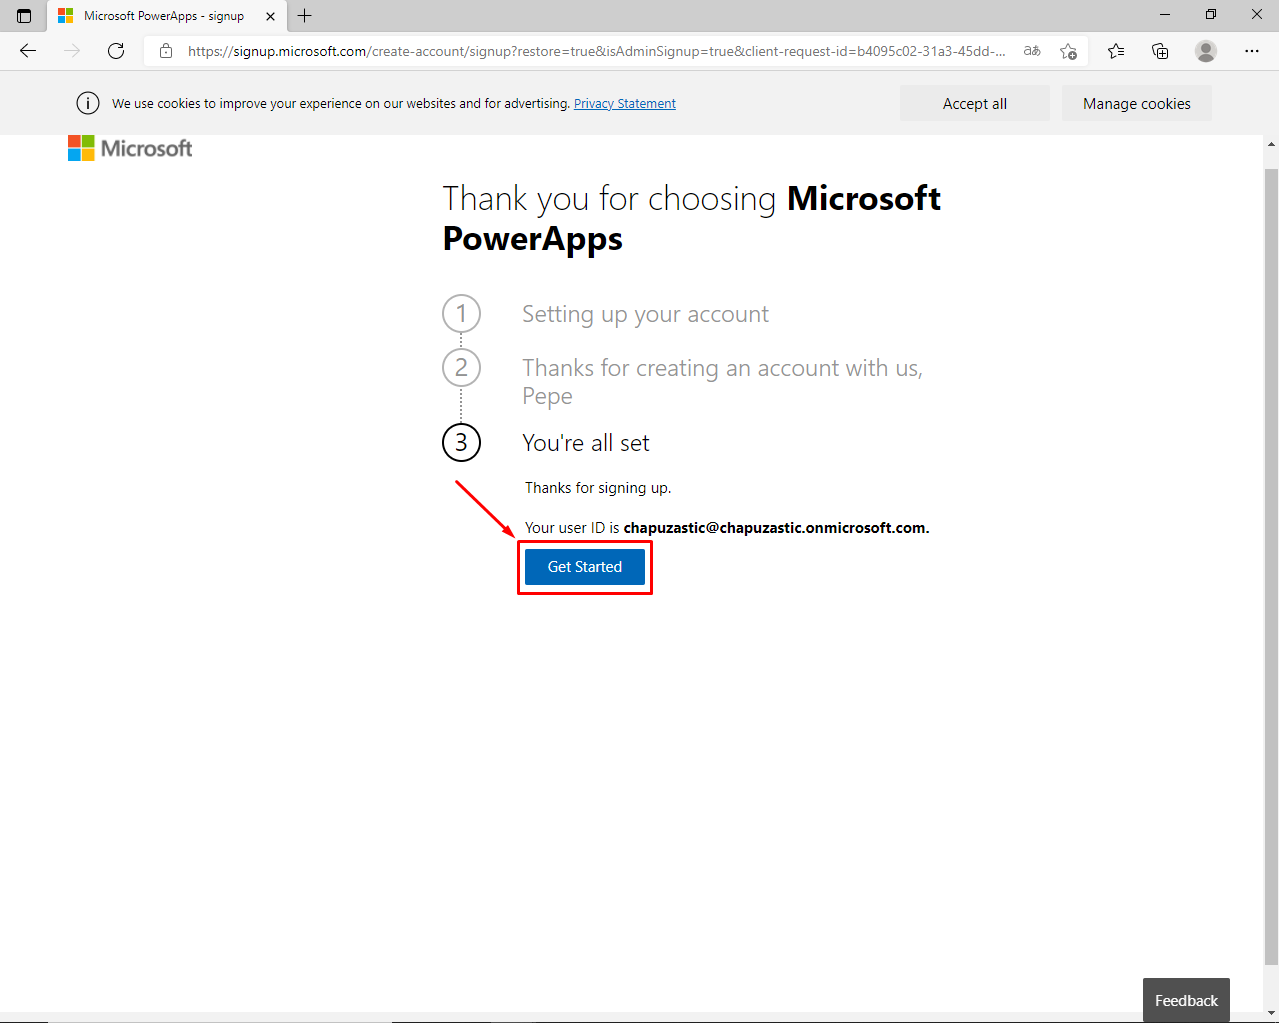 Microsoft PowerApps - signup
https://signup.microsoft.com/create-account/signup?restore=true&isAdminSignup=true&client-request-id=b4095c02-31a3-45dd-...
We use cookies to improve your experience on our websites and for advertising. Privacy Statement
Accept all
Manage cookies
Microsoft
Thank you for choosing Microsoft
PowerApps
1 Setting up your account
2 Thanks for creating an account with us,
Pepe
3 You're all set
Thanks for signing up.
Your user ID is chapuzastic@chapuzastic.onmicrosoft.com.
Get Started
Feedback